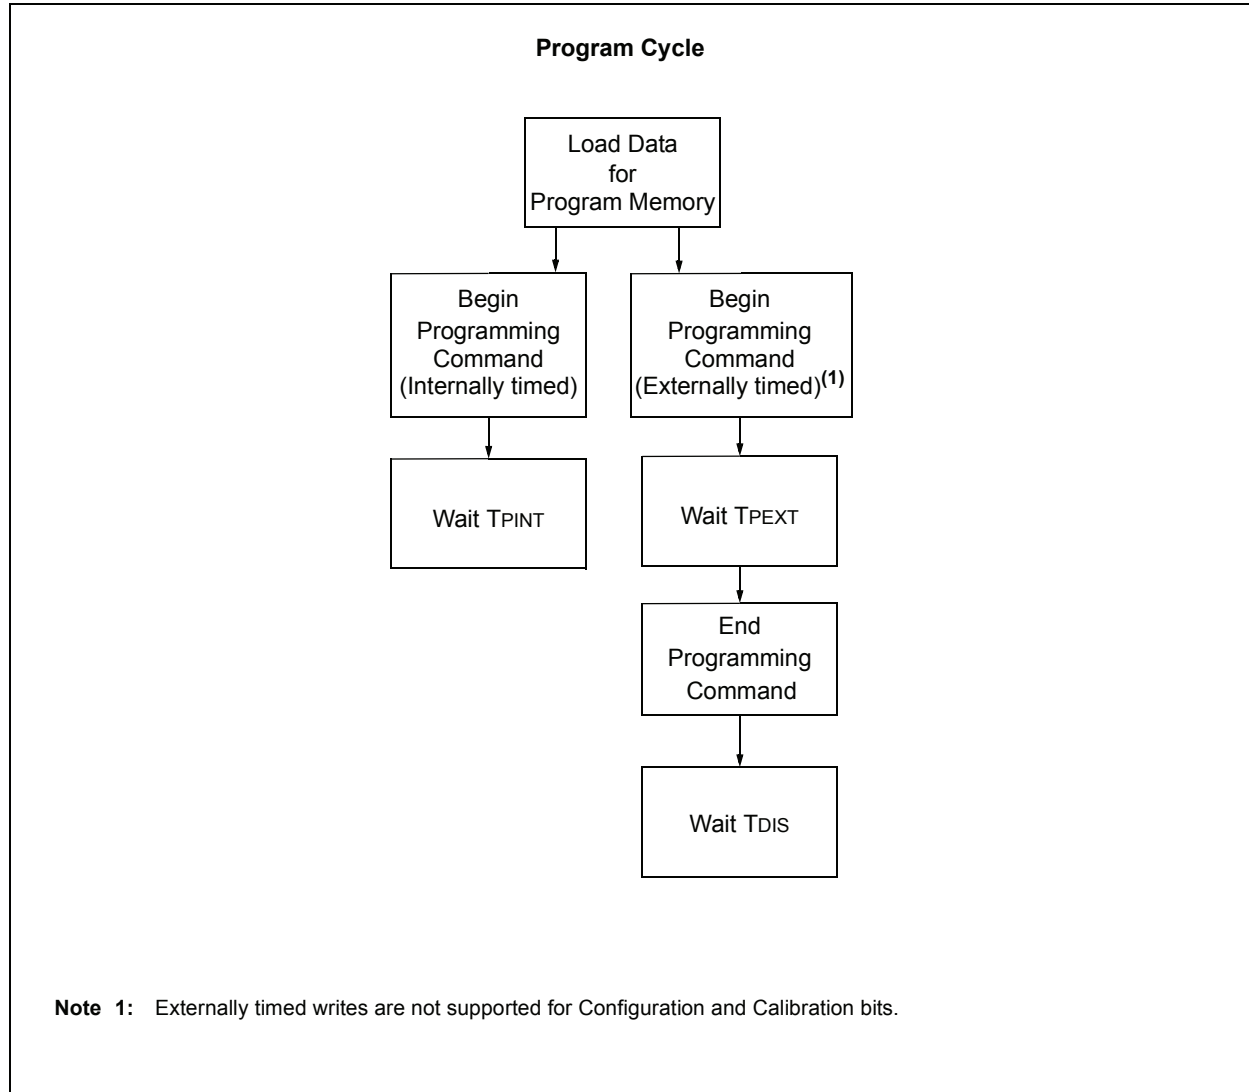 Program Cycle
Load Data
for
Program Memory
Begin
Programming
Command
(Internally timed)
Begin
Programming
Command
(Externally timed)(1)
Wait TPINT
Wait TPEXT
End
Programming
Command
Wait TDIS
Note 1: Externally timed writes are not supported for Configuration and Calibration bits.